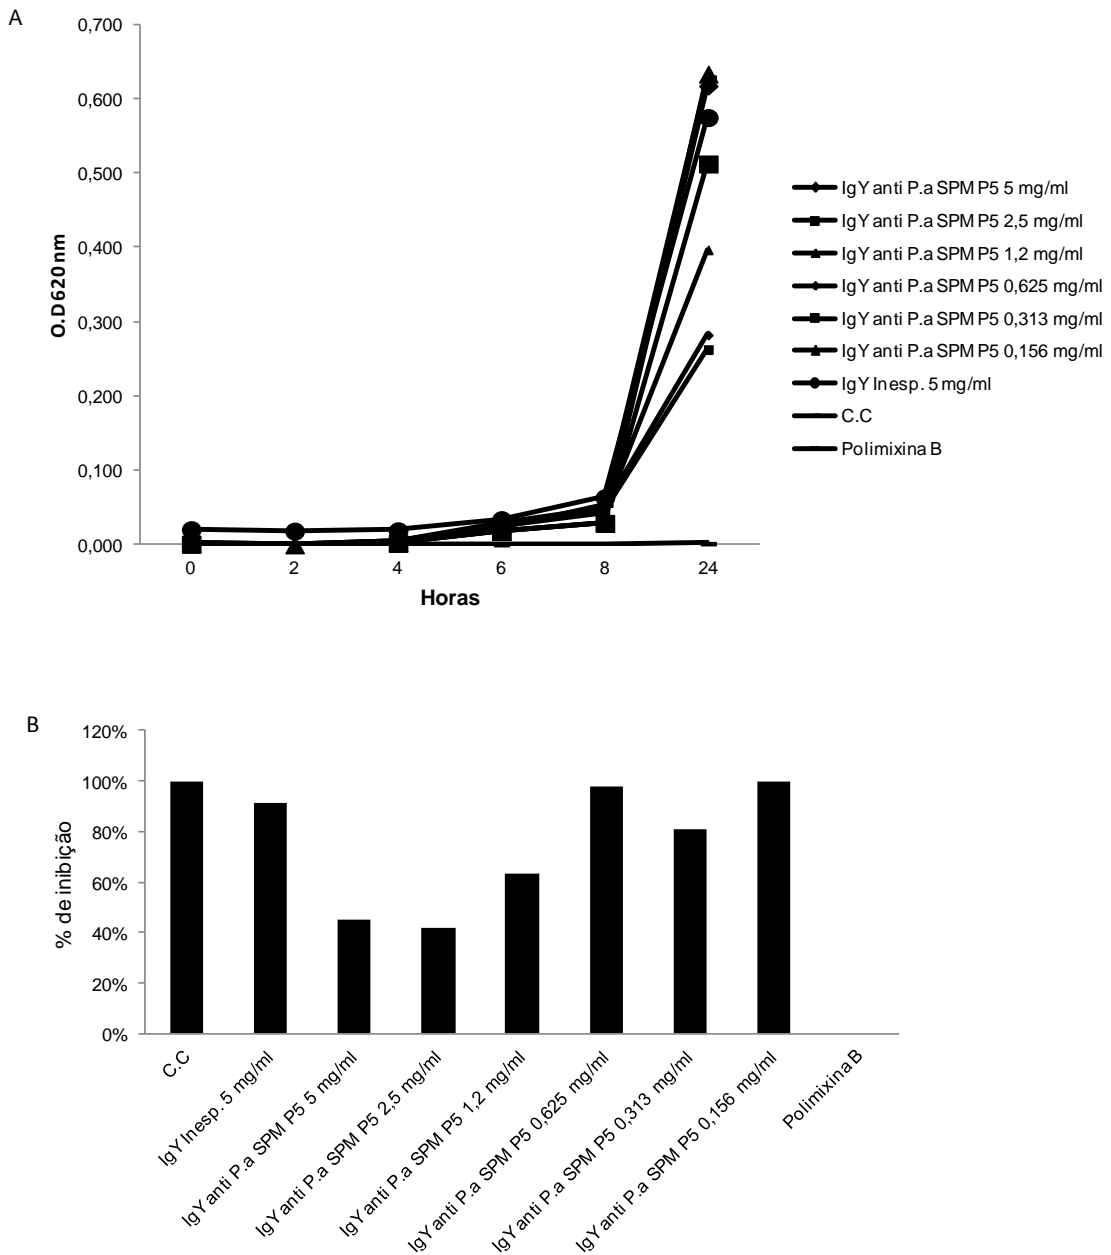 A
0,700
0,600
0,500
0,400
0,300
0,200
0,100
0,000
O.D 620nm
0 2 4 6 8 24
Horas
IgY anti P.a SPM P5 5 mg/ml
IgY anti P.a SPM P5 2,5 mg/ml
IgY anti P.a SPM P5 1,2 mg/ml
IgY anti P.a SPM P5 0,625 mg/ml
IgY anti P.a SPM P5 0,313 mg/ml
IgY anti P.a SPM P5 0,156 mg/ml
IgY Inesp. 5 mg/ml
C.C
Polimixina B
B
120%
100%
80%
60%
40%
20%
0%
% de inibição
C.C
IgY Inesp. 5 mg/ml
IgY anti P.a SPM P5 5 mg/ml
IgY anti P.a SPM P5 2,5 mg/ml
IgY anti P.a SPM P5 1,2 mg/ml
IgY anti P.a SPM P5 0,625 mg/ml
IgY anti P.a SPM P5 0,313 mg/ml
IgY anti P.a SPM P5 0,156 mg/ml
Polimixina B